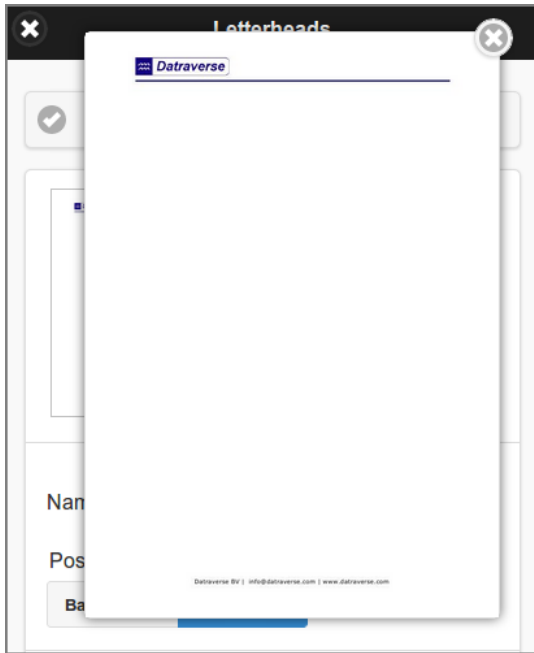 Letterheads
Datraverse
Nam
Pos
Ba
Datraverse BV | info@datraverse.com | www.datraverse.com